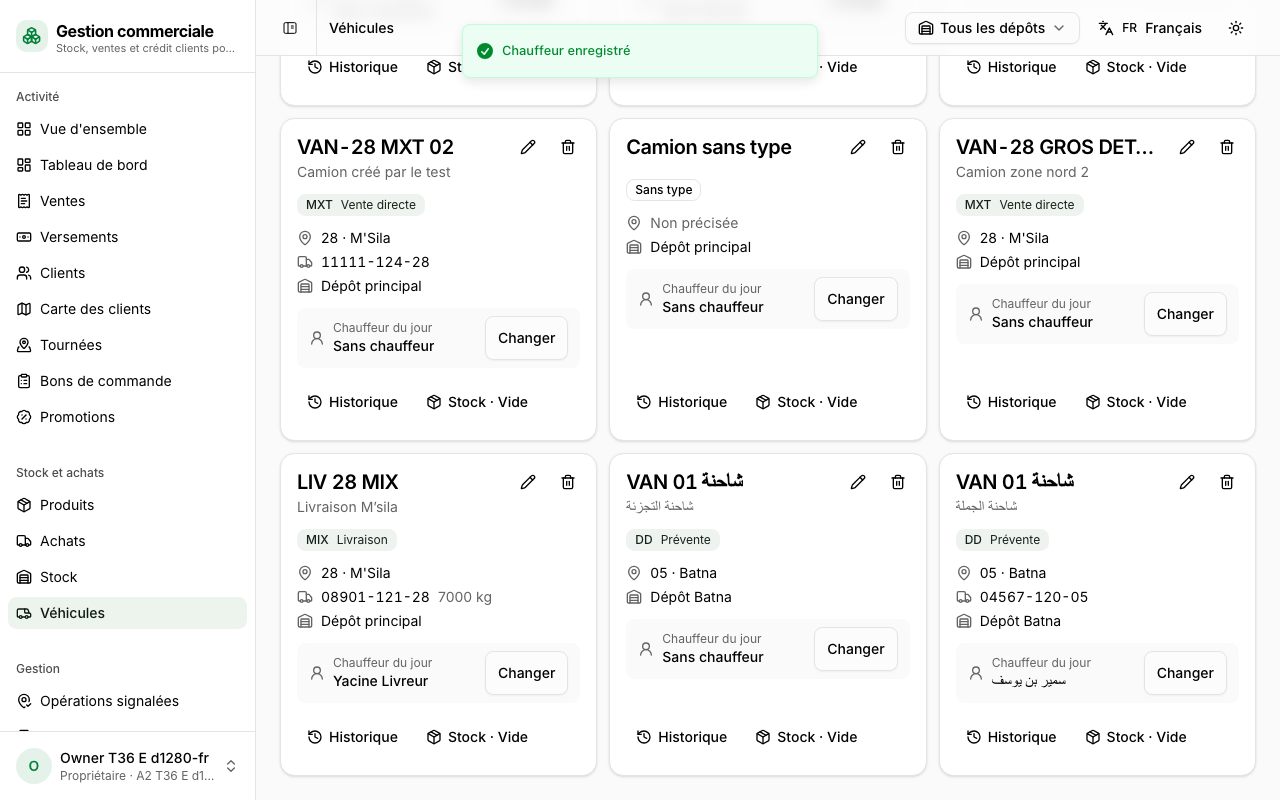 Gestion commerciale
Stock, ventes et crédit clients po...
Activité
Vue d'ensemble
Tableau de bord
Ventes
Versements
Clients
Carte des clients
Tournées
Bons de commande
Promotions
Stock et achats
Produits
Achats
Stock
Véhicules
Gestion
Opérations signalées
O
Owner T36 E d1280-fr
Propriétaire · A2 T36 E d1...
Véhicules
Tous les dépôts
FR Français
Chauffeur enregistré
Historique
St
· Vide
Historique
Stock · Vide
VAN-28 MXT 02
Camion créé par le test
MXT Vente directe
28 · M'Sila
11111-124-28
Dépôt principal
Chauffeur du jour
Sans chauffeur
Changer
Historique
Stock · Vide
Camion sans type
Sans type
Non précisée
Dépôt principal
Chauffeur du jour
Sans chauffeur
Changer
Historique
Stock · Vide
VAN-28 GROS DET...
Camion zone nord 2
MXT Vente directe
28 · M'Sila
Dépôt principal
Chauffeur du jour
Sans chauffeur
Changer
Historique
Stock · Vide
LIV 28 MIX
Livraison M'sila
MIX Livraison
28 · M'Sila
08901-121-28 7000 kg
Dépôt principal
Chauffeur du jour
Yacine Livreur
Changer
Historique
Stock · Vide
VAN 01 شاحنة
شاحنة التجزئة
DD Prévente
05 · Batna
Dépôt Batna
Chauffeur du jour
Sans chauffeur
Changer
Historique
Stock · Vide
VAN 01 شاحنة
شاحنة الجملة
DD Prévente
05 · Batna
04567-120-05
Dépôt Batna
Chauffeur du jour
سمير بن يوسف
Changer
Historique
Stock · Vide